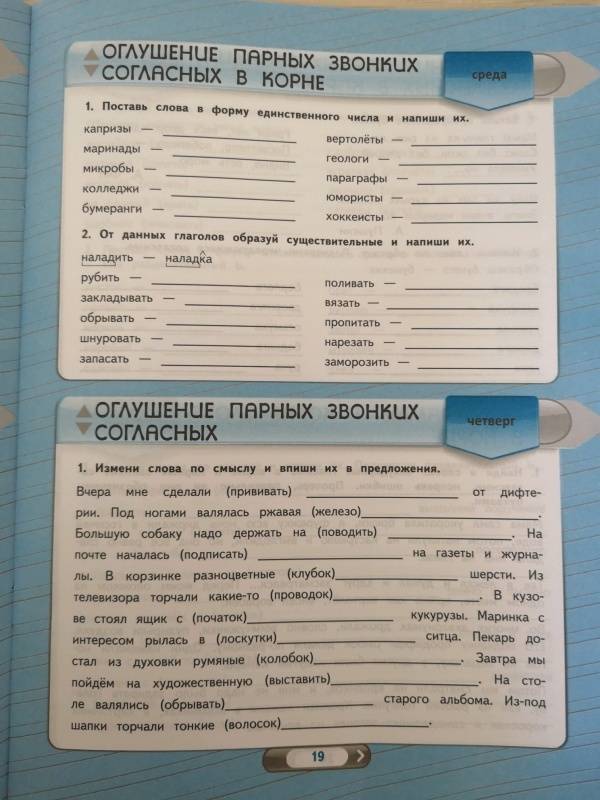 ОГЛУШЕНИЕ ПАРНЫХ ЗВОНКИХ
СОГЛАСНЫХ В КОРНЕ
среда
1. Поставь слова в форму единственного числа и напиши их.
капризы —
маринады —
микробы —
колледжи —
бумеранги —
вертолёты —
геологи —
параграфы —
юмористы —
хоккеисты —
2. От данных глаголов образуй существительные и напиши их.
наладить — наладка
рубить —
закладывать —
обрывать —
шнуровать —
запасать —
поливать —
вязать —
пропитать —
нарезать —
заморозить —
ОГЛУШЕНИЕ ПАРНЫХ ЗВОНКИХ
СОГЛАСНЫХ
четверг
1. Измени слова по смыслу и впиши их в предложения.
Вчера мне сделали (прививать) от дифте-
рии. Под ногами валялась ржавая (железо) .
Большую собаку надо держать на (поводить) . На
почте началась (подписать) на газеты и журна-
лы. В корзинке разноцветные (клубок) шерсти. Из
телевизора торчали какие-то (проводок) . В кузо-
ве стоял ящик с (початок) кукурузы. Маринка с
интересом рылась в (лоскутки) ситца. Пекарь до-
стал из духовки румяные (колобок) . Завтра мы
пойдём на художественную (выставить) . На сто-
ле валялись (обрывать) старого альбома. Из-под
шапки торчали тонкие (волосок) .
19